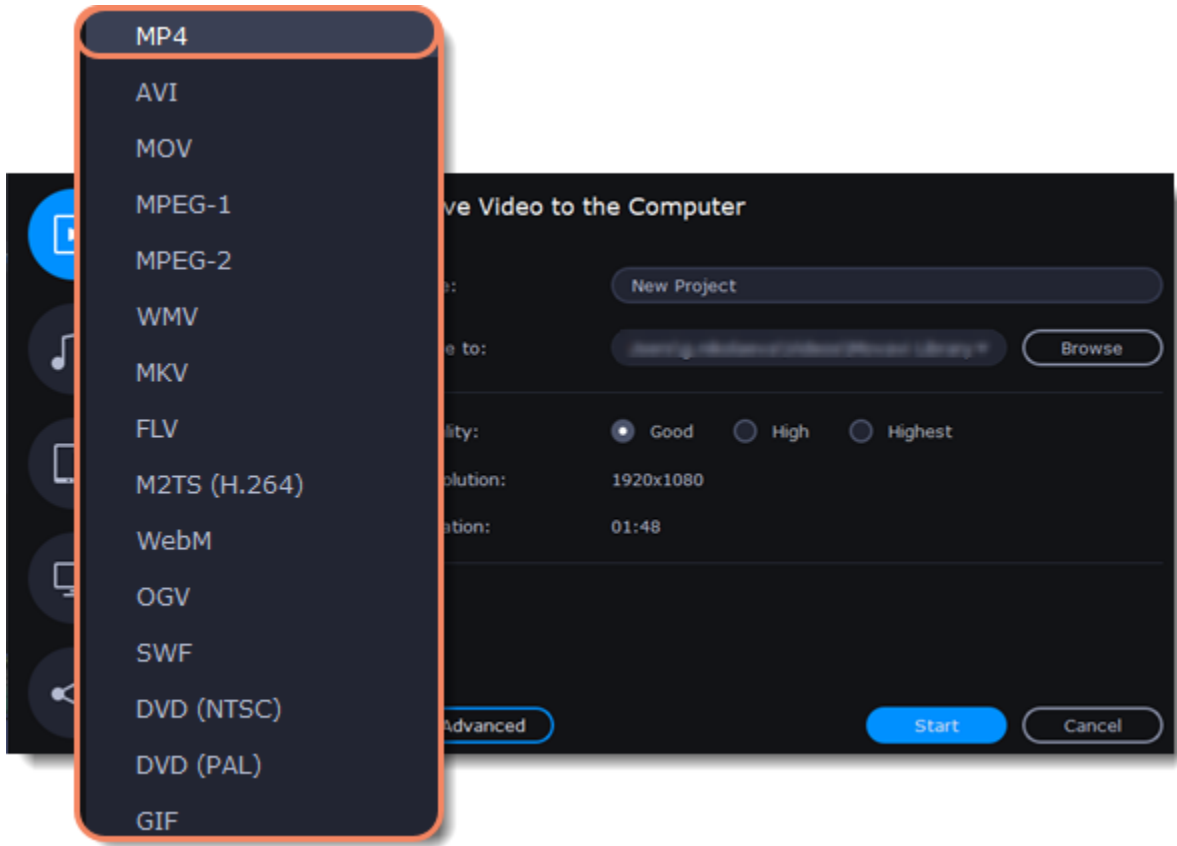 MP4
AVI
MOV
MPEG-1
MPEG-2
WMV
MKV
FLV
M2TS (H.264)
WebM
OGV
SWF
DVD (NTSC)
DVD (PAL)
GIF
ve Video to the Computer
e:
New Project
e to:
Browse
lity:
Good
High
Highest
olution:
1920x1080
ation:
01:48
Advanced
Start
Cancel